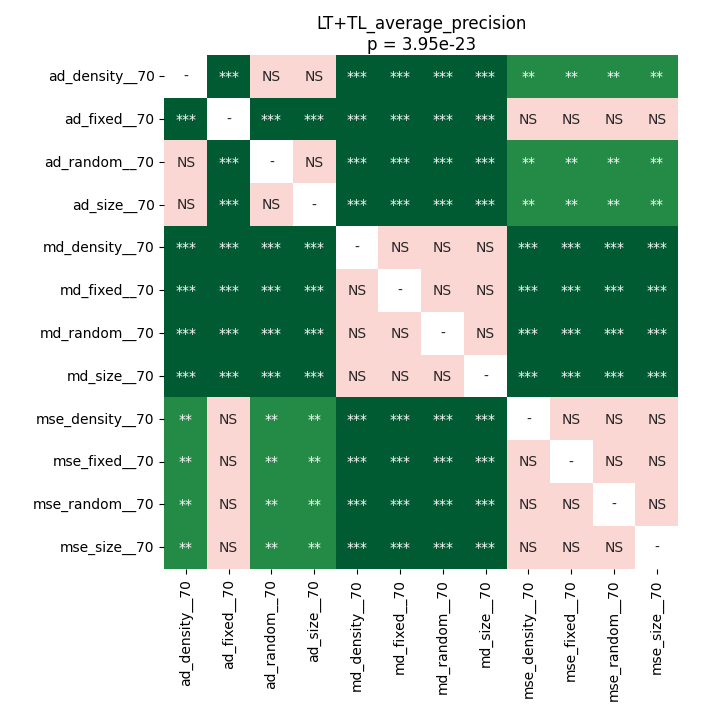 LT+TL_average_precision
p = 3.95e-23
ad_density__70 - *** NS NS *** *** *** *** ** ** ** **
ad_fixed__70 *** - *** *** *** *** *** *** NS NS NS NS
ad_random__70 NS *** - NS *** *** *** *** ** ** ** **
ad_size__70 NS *** NS - *** *** *** *** ** ** ** **
md_density__70 *** *** *** *** - NS NS NS *** *** *** ***
md_fixed__70 *** *** *** *** NS - NS NS *** *** *** ***
md_random__70 *** *** *** *** NS NS - NS *** *** *** ***
md_size__70 *** *** *** *** NS NS NS - *** *** *** ***
mse_density__70 ** NS ** ** *** *** *** *** - NS NS NS
mse_fixed__70 ** NS ** ** *** *** *** *** NS - NS NS
mse_random__70 ** NS ** ** *** *** *** *** NS NS - NS
mse_size__70 ** NS ** ** *** *** *** *** NS NS NS -
ad_density__70
ad_fixed__70
ad_random__70
ad_size__70
md_density__70
md_fixed__70
md_random__70
md_size__70
mse_density__70
mse_fixed__70
mse_random__70
mse_size__70